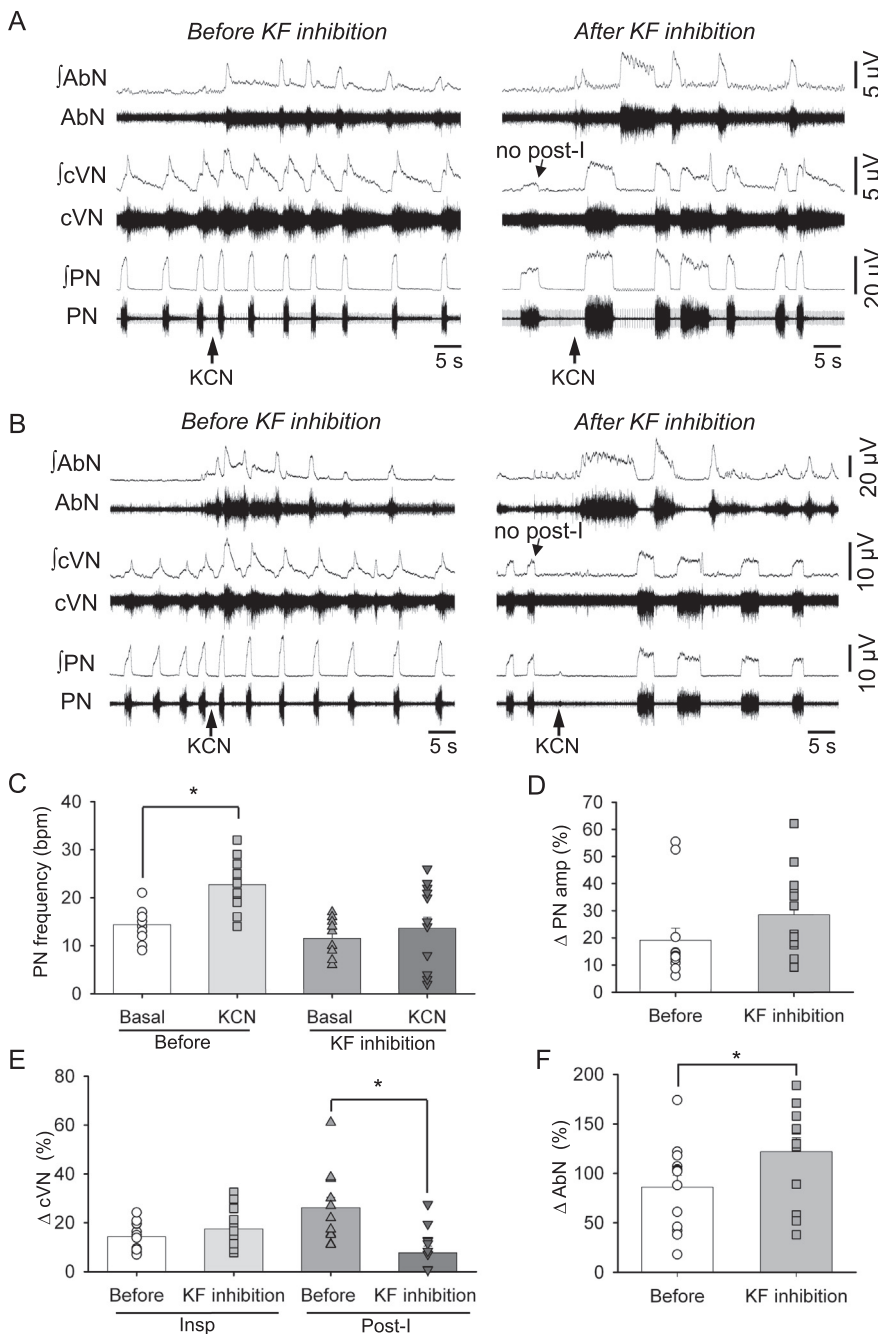 A
Before KF inhibition
After KF inhibition
∫AbN
AbN
∫cVN
cVN
∫PN
PN
no post-I
5 µV
5 µV
20 µV
KCN
5 s
KCN
5 s
B
Before KF inhibition
After KF inhibition
∫AbN
AbN
∫cVN
cVN
∫PN
PN
no post-I
20 µV
10 µV
10 µV
KCN
5 s
KCN
5 s
C
*
PN frequency (bpm)
40
30
20
10
0
Basal KCN Basal KCN
Before KF inhibition
D
Δ PN amp (%)
70
60
50
40
30
20
10
0
Before KF inhibition
E
*
Δ cVN (%)
80
60
40
20
0
Before KF inhibition Before KF inhibition
Insp Post-I
F
*
Δ AbN (%)
200
150
100
50
0
Before KF inhibition